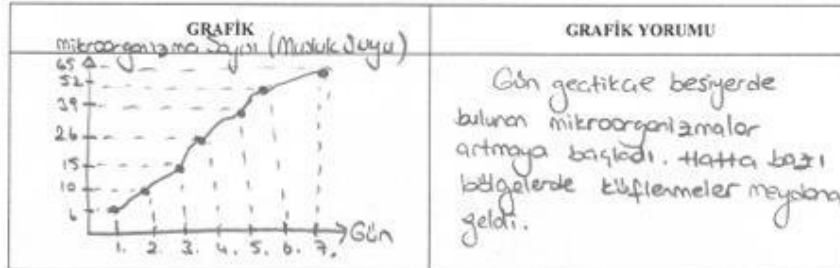 GRAFİK
mikroorganizma Sayısı (Musluk Suyu)
65
52
39
26
15
10
6
1. 2. 3. 4. 5. 6. 7.
Gün
GRAFİK YORUMU
Gün geçtikçe besiyerde
bulunan mikroorganizmalar
artmaya başladı. Hatta bazı
bölgelerde küflenmeler meydana
geldi.